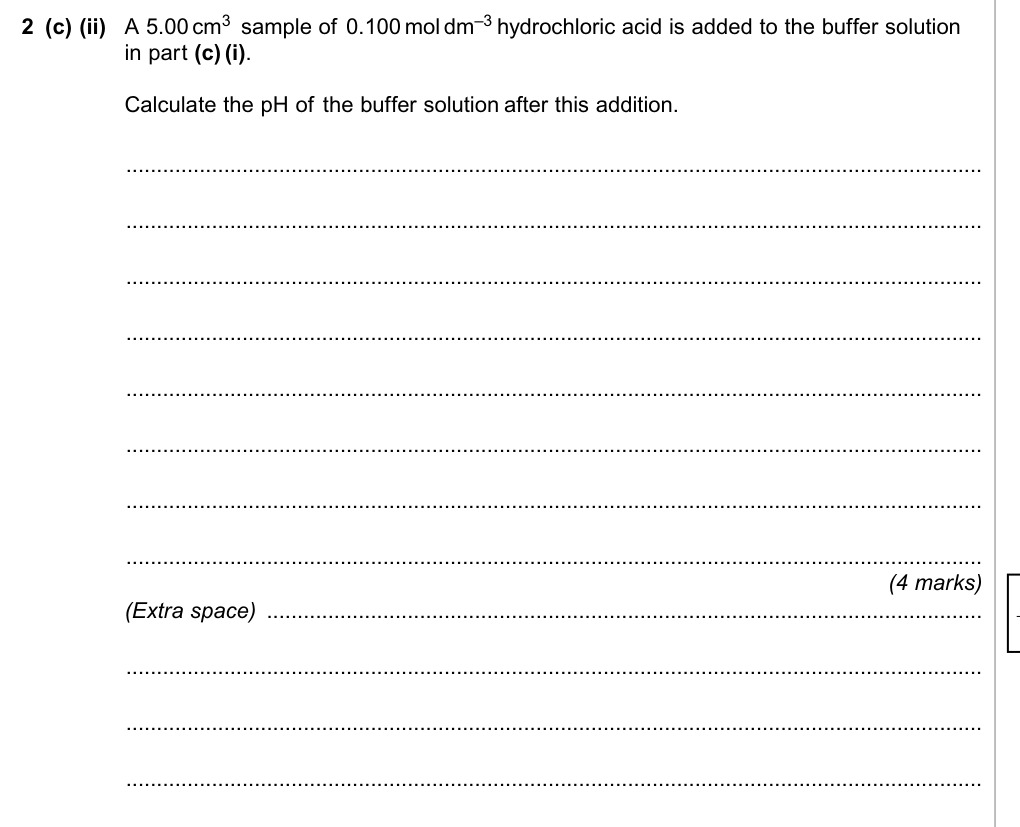 2 (c) (ii) A 5.00 cm³ sample of 0.100 mol dm⁻³ hydrochloric acid is added to the buffer solution
in part (c) (i).
Calculate the pH of the buffer solution after this addition.
(4 marks)
(Extra space)